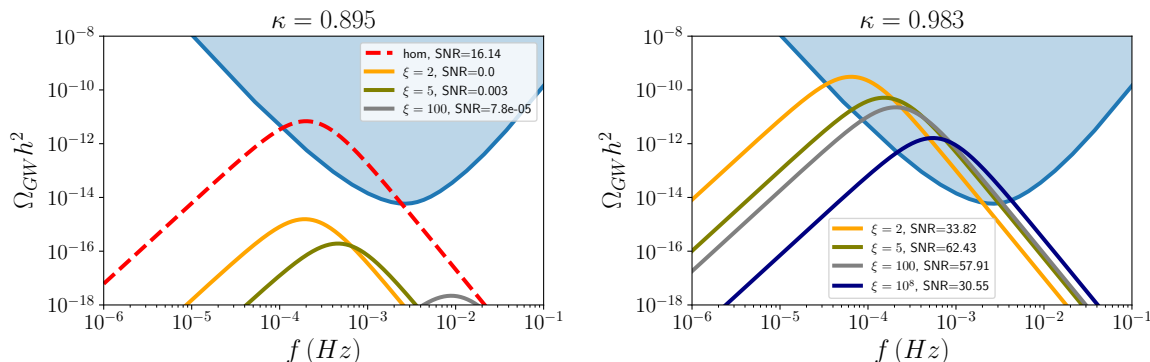 κ = 0.895
Ω_GW h²
10⁻⁸
10⁻¹⁰
10⁻¹²
10⁻¹⁴
10⁻¹⁶
10⁻¹⁸
hom, SNR=16.14
ξ = 2, SNR=0.0
ξ = 5, SNR=0.003
ξ = 100, SNR=7.8e-05
10⁻⁶
10⁻⁵
10⁻⁴
10⁻³
10⁻²
10⁻¹
f (Hz)
κ = 0.983
Ω_GW h²
10⁻⁸
10⁻¹⁰
10⁻¹²
10⁻¹⁴
10⁻¹⁶
10⁻¹⁸
ξ = 2, SNR=33.82
ξ = 5, SNR=62.43
ξ = 100, SNR=57.91
ξ = 10⁸, SNR=30.55
10⁻⁶
10⁻⁵
10⁻⁴
10⁻³
10⁻²
10⁻¹
f (Hz)